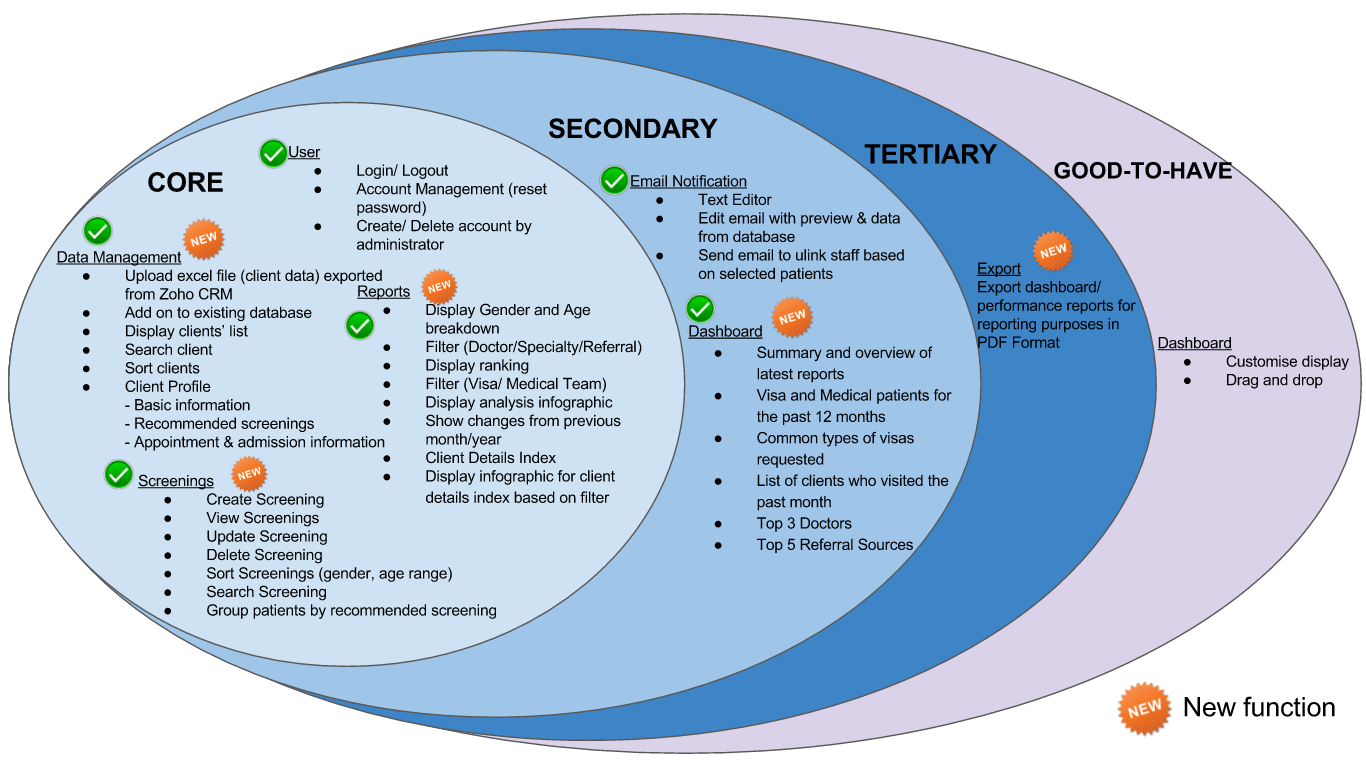 CORE
User
● Login/ Logout
● Account Management (reset
password)
● Create/ Delete account by
administrator
NEW
Data Management
● Upload excel file (client data) exported
from Zoho CRM
● Add on to existing database
● Display clients’ list
● Search client
● Sort clients
● Client Profile
- Basic information
- Recommended screenings
- Appointment & admission information
NEW
Reports
● Display Gender and Age
breakdown
● Filter (Doctor/Specialty/Referral)
● Display ranking
● Filter (Visa/ Medical Team)
● Display analysis infographic
● Show changes from previous
month/year
● Client Details Index
● Display infographic for client
details index based on filter
NEW
Screenings
● Create Screening
● View Screenings
● Update Screening
● Delete Screening
● Sort Screenings (gender, age range)
● Search Screening
● Group patients by recommended screening
SECONDARY
Email Notification
● Text Editor
● Edit email with preview & data
from database
● Send email to ulink staff based
on selected patients
NEW
Dashboard
● Summary and overview of
latest reports
● Visa and Medical patients for
the past 12 months
● Common types of visas
requested
● List of clients who visited the
past month
● Top 3 Doctors
● Top 5 Referral Sources
TERTIARY
NEW
Export
Export dashboard/
performance reports for
reporting purposes in
PDF Format
GOOD-TO-HAVE
Dashboard
● Customise display
● Drag and drop
NEW
New function